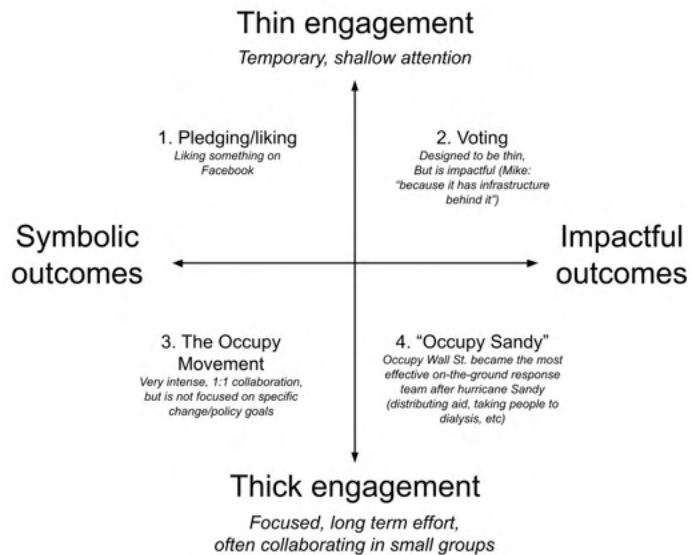 Thin engagement
Temporary, shallow attention
1. Pledging/liking
Liking something on
Facebook
2. Voting
Designed to be thin,
But is impactful (Mike:
"because it has infrastructure
behind it")
Symbolic
outcomes
Impactful
outcomes
3. The Occupy
Movement
Very intense, 1:1 collaboration,
but is not focused on specific
change/policy goals
4. "Occupy Sandy"
Occupy Wall St. became the most
effective on-the-ground response
team after hurricane Sandy
(distributing aid, taking people to
dialysis, etc)
Thick engagement
Focused, long term effort,
often collaborating in small groups